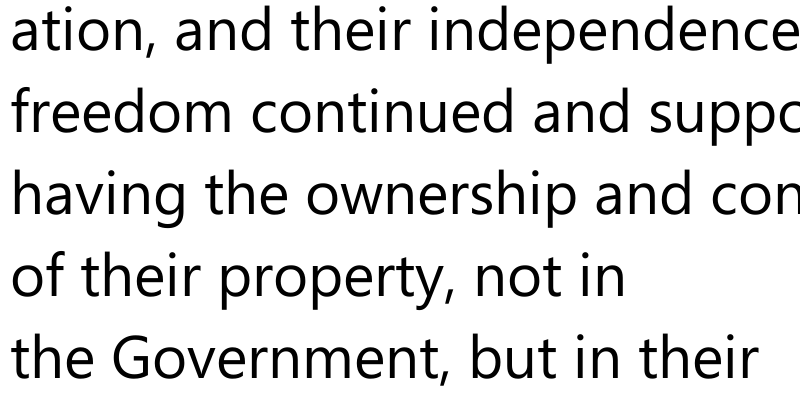 ation, and their independence
freedom continued and suppo
having the ownership and con
of their property, not in
the Government, but in their